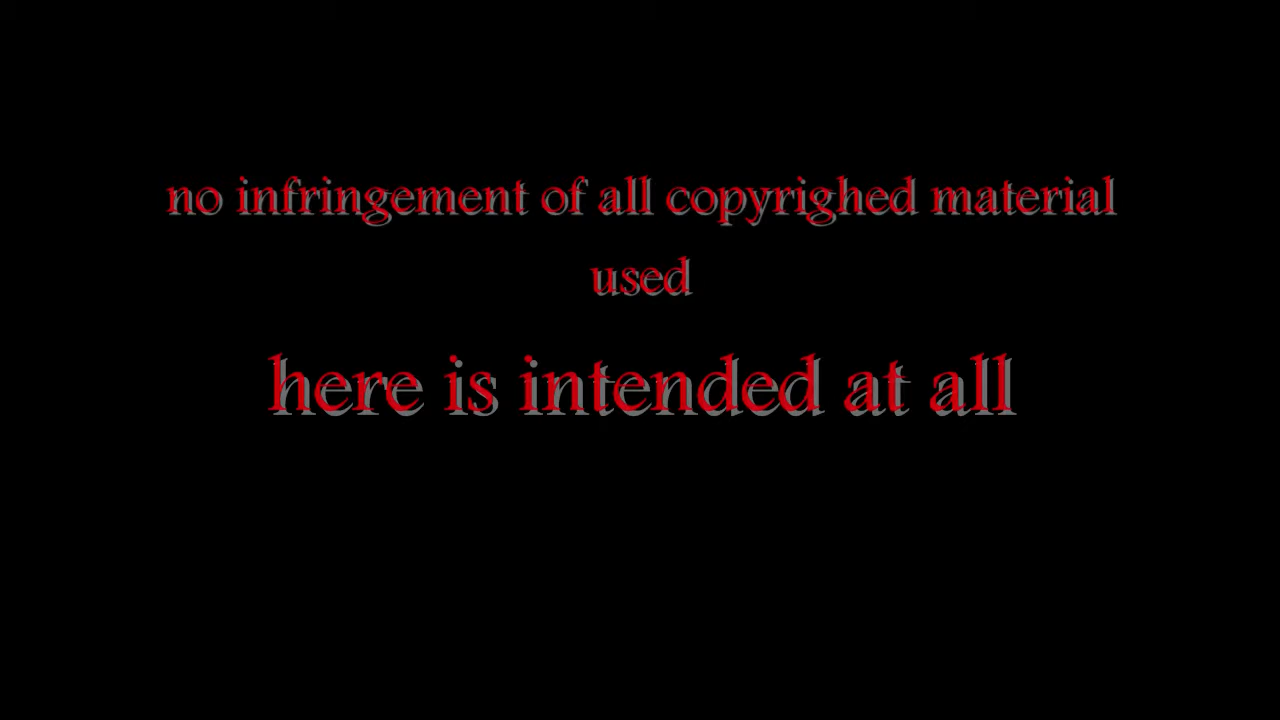 no infringement of all copyrighed material
used
here is intended at all